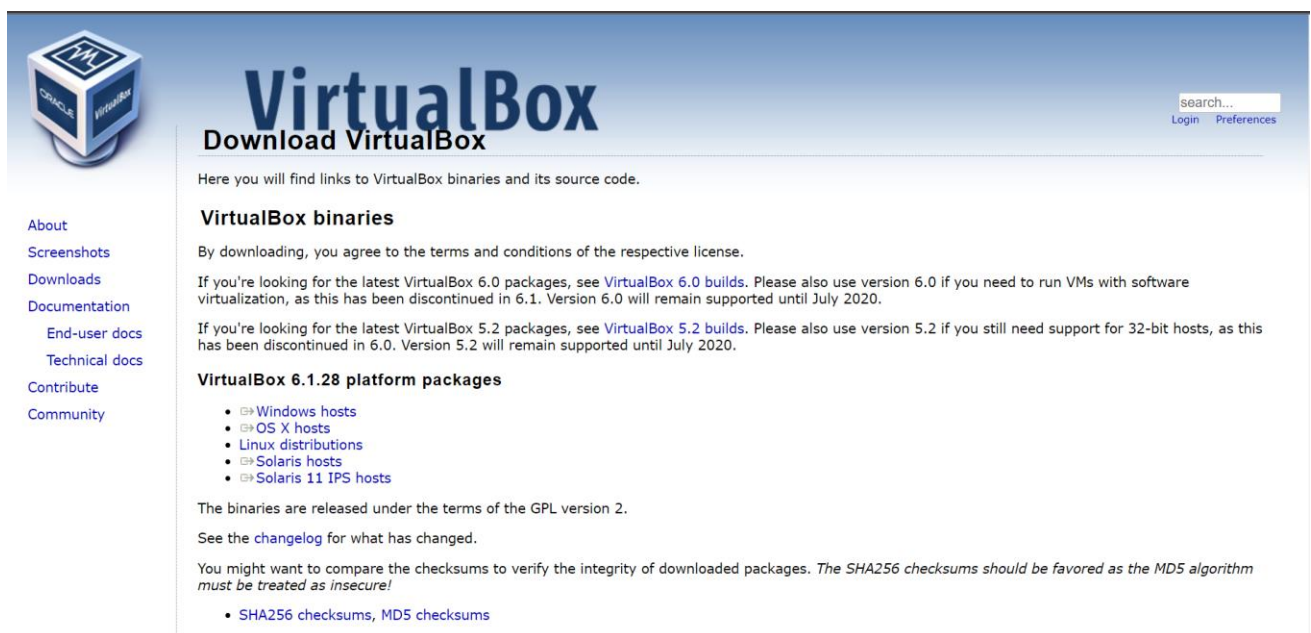 ORACLE
VirtualBox
VirtualBox
search...
Login Preferences
Download VirtualBox
Here you will find links to VirtualBox binaries and its source code.
About
Screenshots
Downloads
Documentation
End-user docs
Technical docs
Contribute
Community
VirtualBox binaries
By downloading, you agree to the terms and conditions of the respective license.
If you're looking for the latest VirtualBox 6.0 packages, see VirtualBox 6.0 builds. Please also use version 6.0 if you need to run VMs with software
virtualization, as this has been discontinued in 6.1. Version 6.0 will remain supported until July 2020.
If you're looking for the latest VirtualBox 5.2 packages, see VirtualBox 5.2 builds. Please also use version 5.2 if you still need support for 32-bit hosts, as this
has been discontinued in 6.0. Version 5.2 will remain supported until July 2020.
VirtualBox 6.1.28 platform packages
• Windows hosts
• OS X hosts
• Linux distributions
• Solaris hosts
• Solaris 11 IPS hosts
The binaries are released under the terms of the GPL version 2.
See the changelog for what has changed.
You might want to compare the checksums to verify the integrity of downloaded packages. The SHA256 checksums should be favored as the MD5 algorithm
must be treated as insecure!
• SHA256 checksums, MD5 checksums